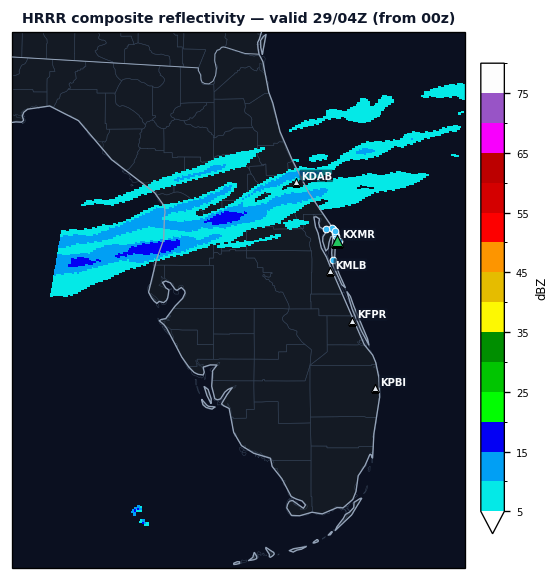 HRRR composite reflectivity — valid 29/04Z (from 00z)
75
65
55
45
35
25
15
5
dBZ
KDAB
KXMR
KMLB
KFPR
KPBI